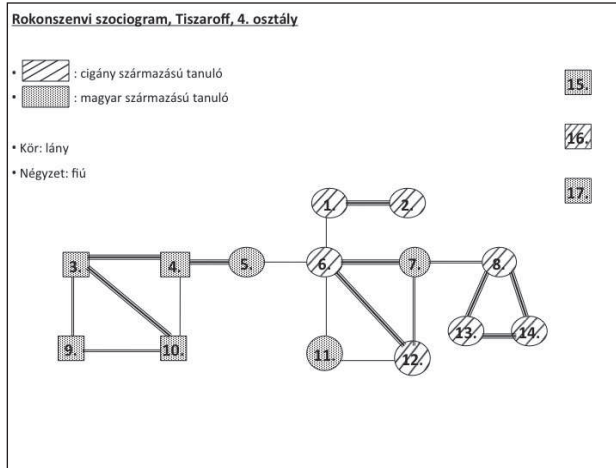 Rokonszenvi szociogram, Tiszaroff, 4. osztály
• : cigány származású tanuló
• : magyar származású tanuló
• Kör: lány
• Négyzet: fiú
15.
16.
17.
1. 2.
3. 4. 5. 6. 7. 8.
9. 10. 11. 12. 13. 14.